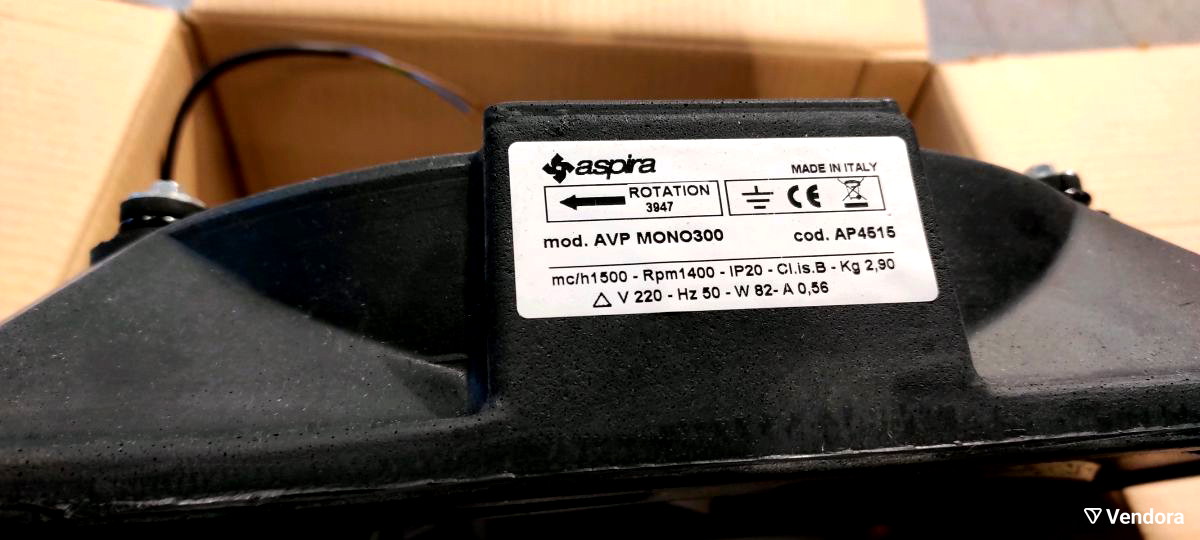 aspira
MADE IN ITALY
ROTATION
3947
CE
mod. AVP MONO300
cod. AP4515
mc/h1500 - Rpm1400 - IP20 - Cl.is.B - Kg 2,90
V 220 - Hz 50 - W 82- A 0,56
Vendora